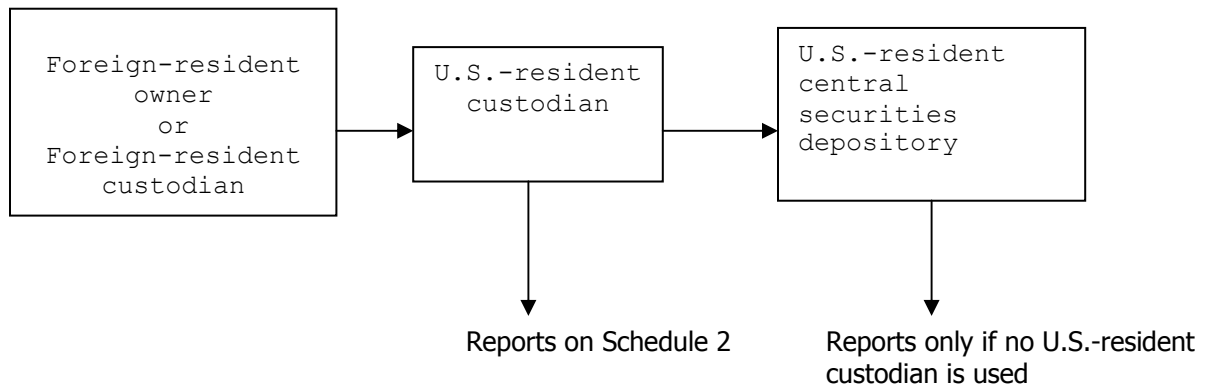 Foreign-resident
owner
or
Foreign-resident
custodian
U.S.-resident
custodian
U.S.-resident
central
securities
depository
Reports on Schedule 2
Reports only if no U.S.-resident
custodian is used